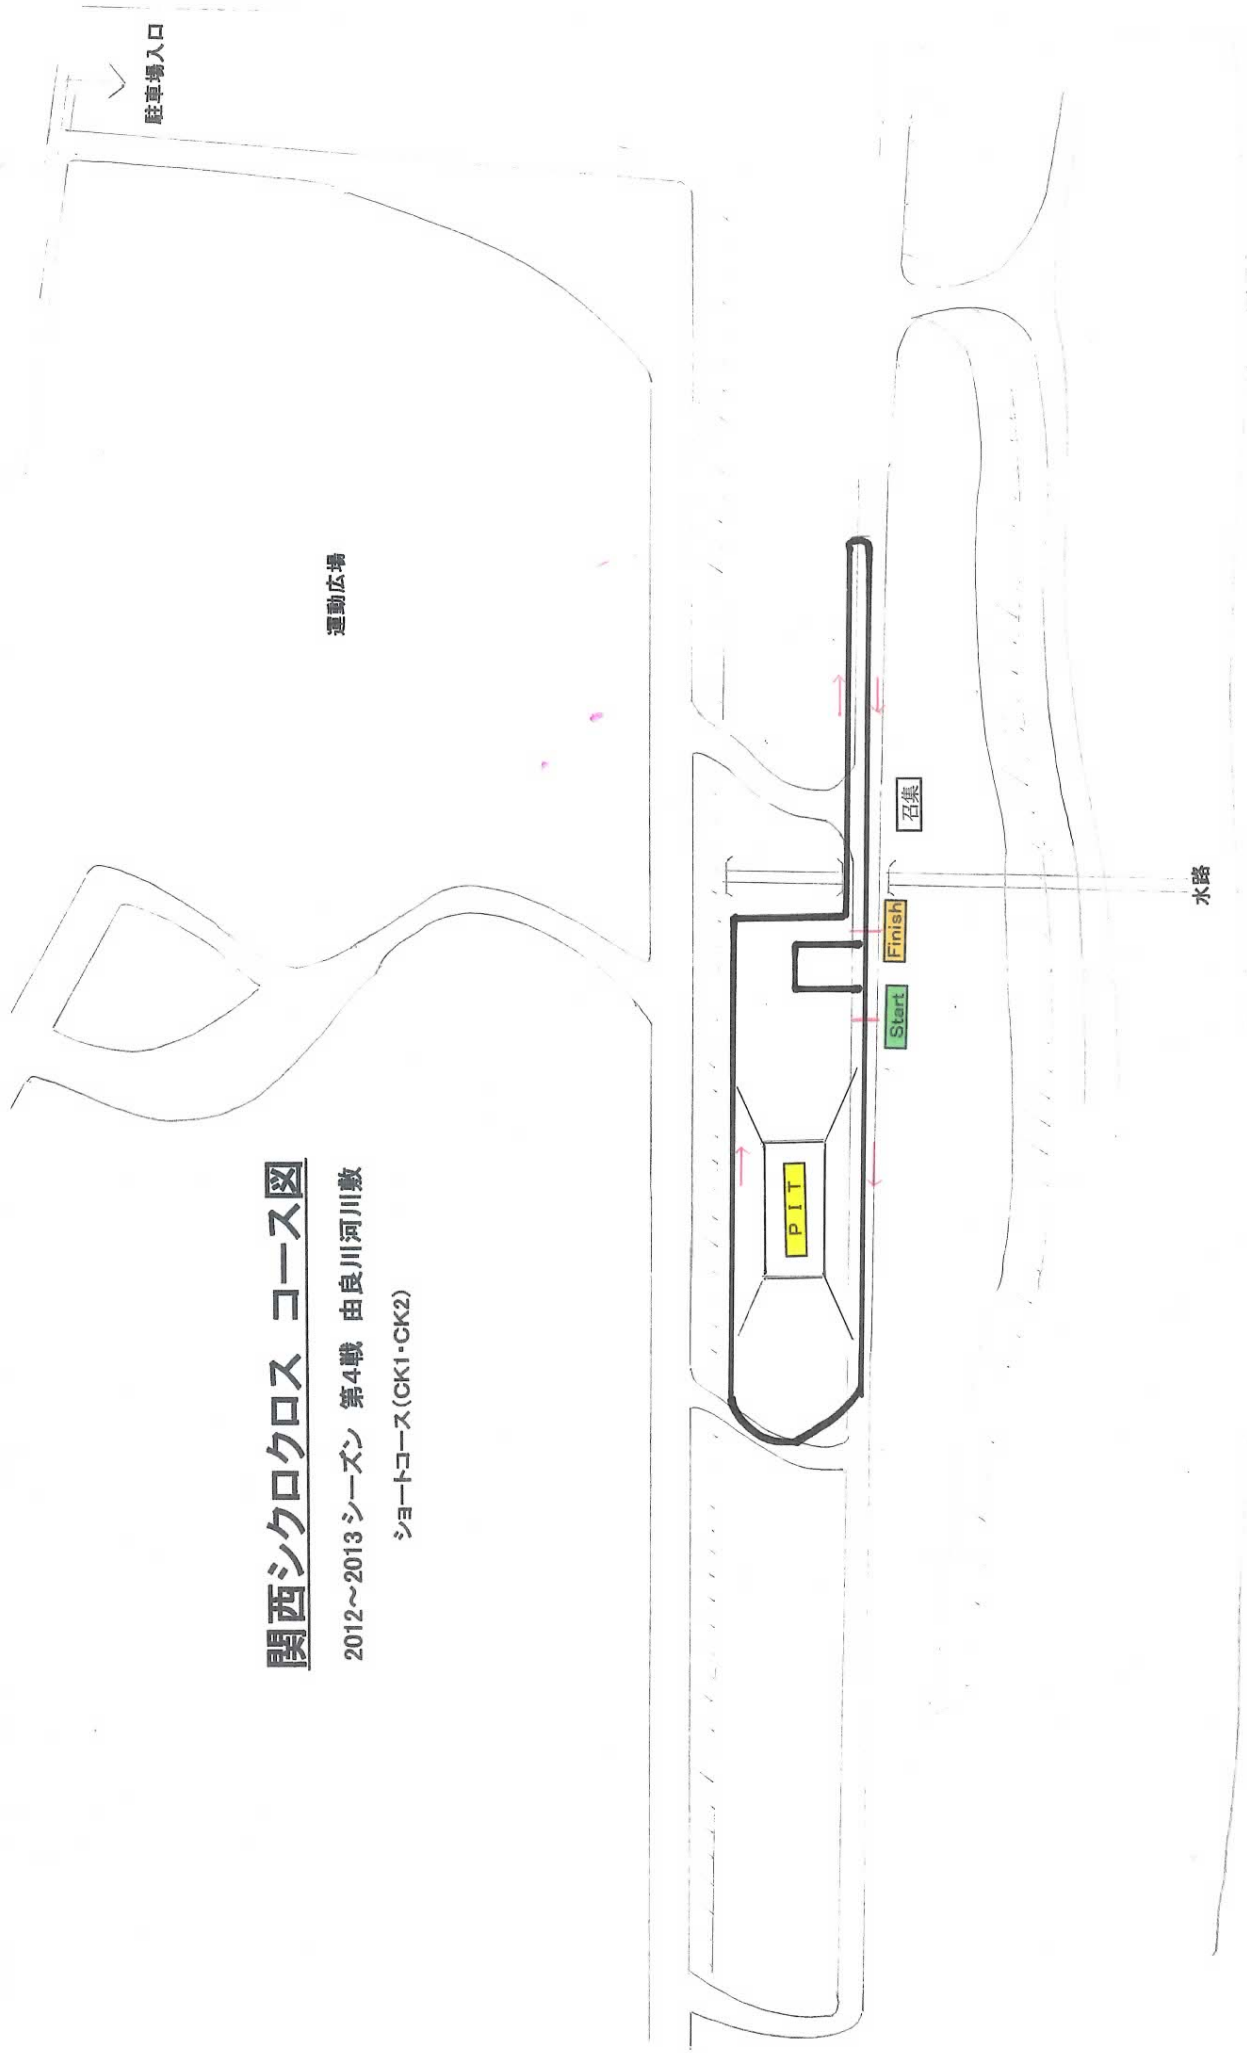 関西シクロクロス コース図
2012～2013 シーズン 第4戦 由良川河川敷
ショートコース(CK1・CK2)
駐車場入口
運動広場
PIT
Start
Finish
召集
水路